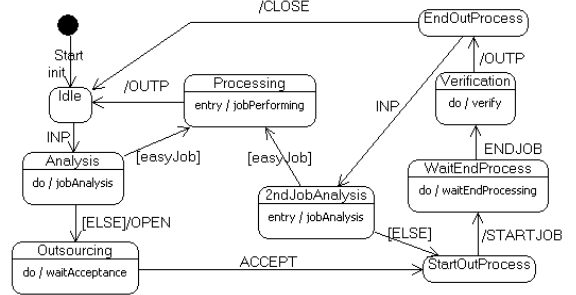 /CLOSE
EndOutProcess
Start
init
/OUTP
Processing
entry / jobPerforming
/OUTP
Verification
do / verify
Idle
INP
INP
ENDJOB
Analysis
do / jobAnalysis
[easyJob]
[easyJob]
2ndJobAnalysis
entry / jobAnalysis
WaitEndProcess
do / waitEndProcessing
[ELSE]/OPEN
[ELSE]
/STARTJOB
Outsourcing
do / waitAcceptance
ACCEPT
StartOutProcess